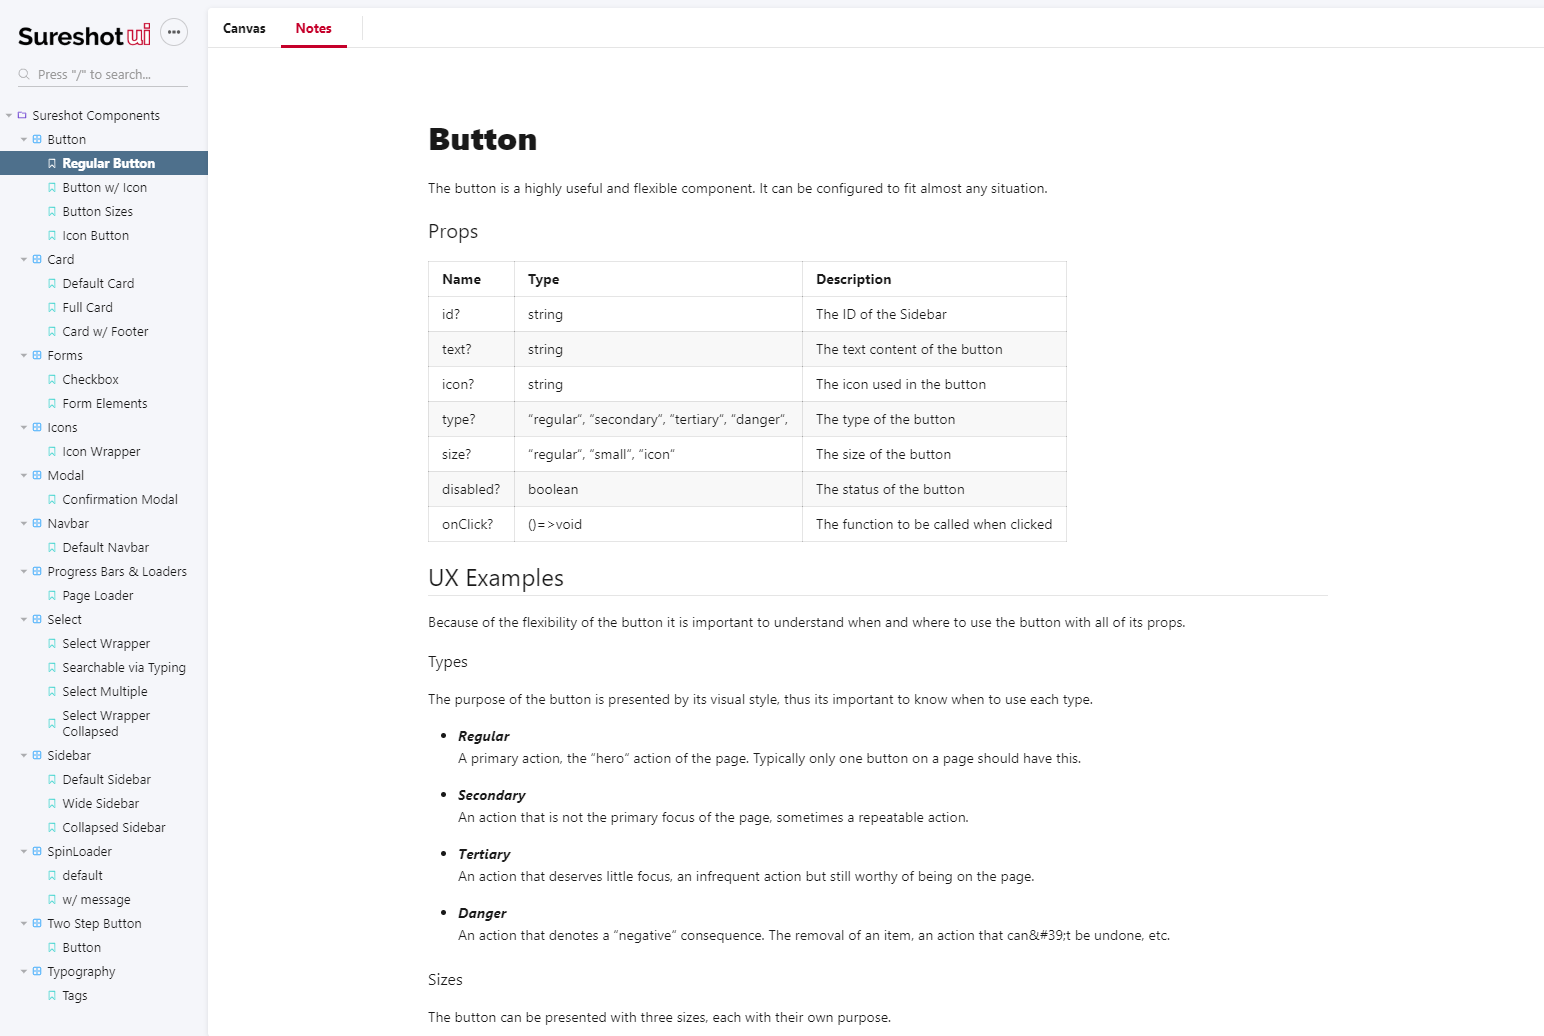 Sureshot ui
Press "/" to search...
Sureshot Components
Button
Regular Button
Button w/ Icon
Button Sizes
Icon Button
Card
Default Card
Full Card
Card w/ Footer
Forms
Checkbox
Form Elements
Icons
Icon Wrapper
Modal
Confirmation Modal
Navbar
Default Navbar
Progress Bars & Loaders
Page Loader
Select
Select Wrapper
Searchable via Typing
Select Multiple
Select Wrapper
Collapsed
Sidebar
Default Sidebar
Wide Sidebar
Collapsed Sidebar
SpinLoader
default
w/ message
Two Step Button
Button
Typography
Tags
Canvas Notes
Button
The button is a highly useful and flexible component. It can be configured to fit almost any situation.
Props
Name Type Description
id? string The ID of the Sidebar
text? string The text content of the button
icon? string The icon used in the button
type? “regular“, “secondary“, “tertiary“, “danger“, The type of the button
size? “regular“, “small“, “icon“ The size of the button
disabled? boolean The status of the button
onClick? ()=>void The function to be called when clicked
UX Examples
Because of the flexibility of the button it is important to understand when and where to use the button with all of its props.
Types
The purpose of the button is presented by its visual style, thus its important to know when to use each type.
• Regular
A primary action, the “hero“ action of the page. Typically only one button on a page should have this.
• Secondary
An action that is not the primary focus of the page, sometimes a repeatable action.
• Tertiary
An action that deserves little focus, an infrequent action but still worthy of being on the page.
• Danger
An action that denotes a “negative“ consequence. The removal of an item, an action that can&#39;t be undone, etc.
Sizes
The button can be presented with three sizes, each with their own purpose.